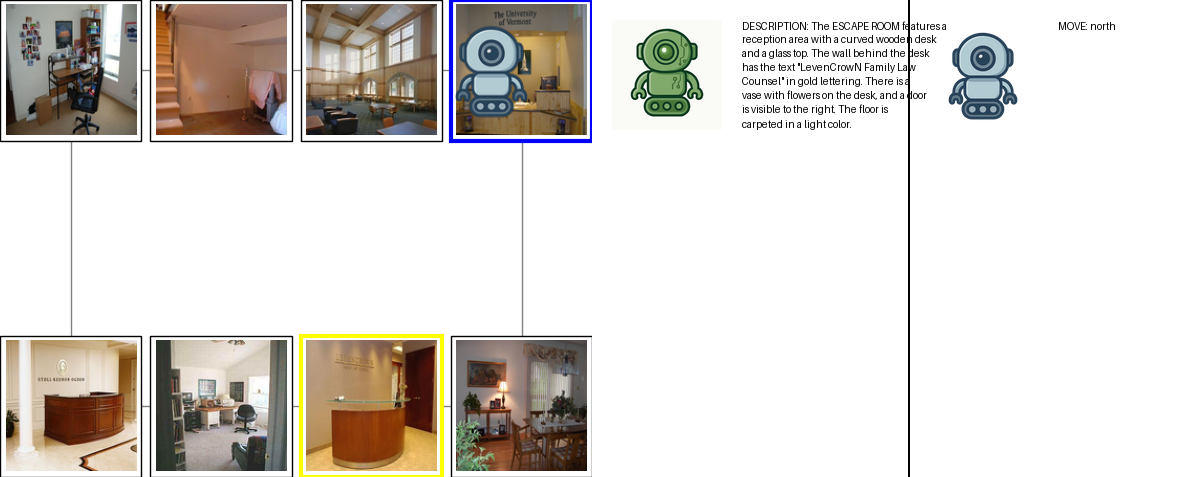 The University
of Vermont
DESCRIPTION: The ESCAPE ROOM features a
reception area with a curved wooden desk
and a glass top. The wall behind the desk
has the text "LevenCrowN Family Law
Counsel" in gold lettering. There is a
vase with flowers on the desk, and a door
is visible to the right. The floor is
carpeted in a light color.
MOVE: north